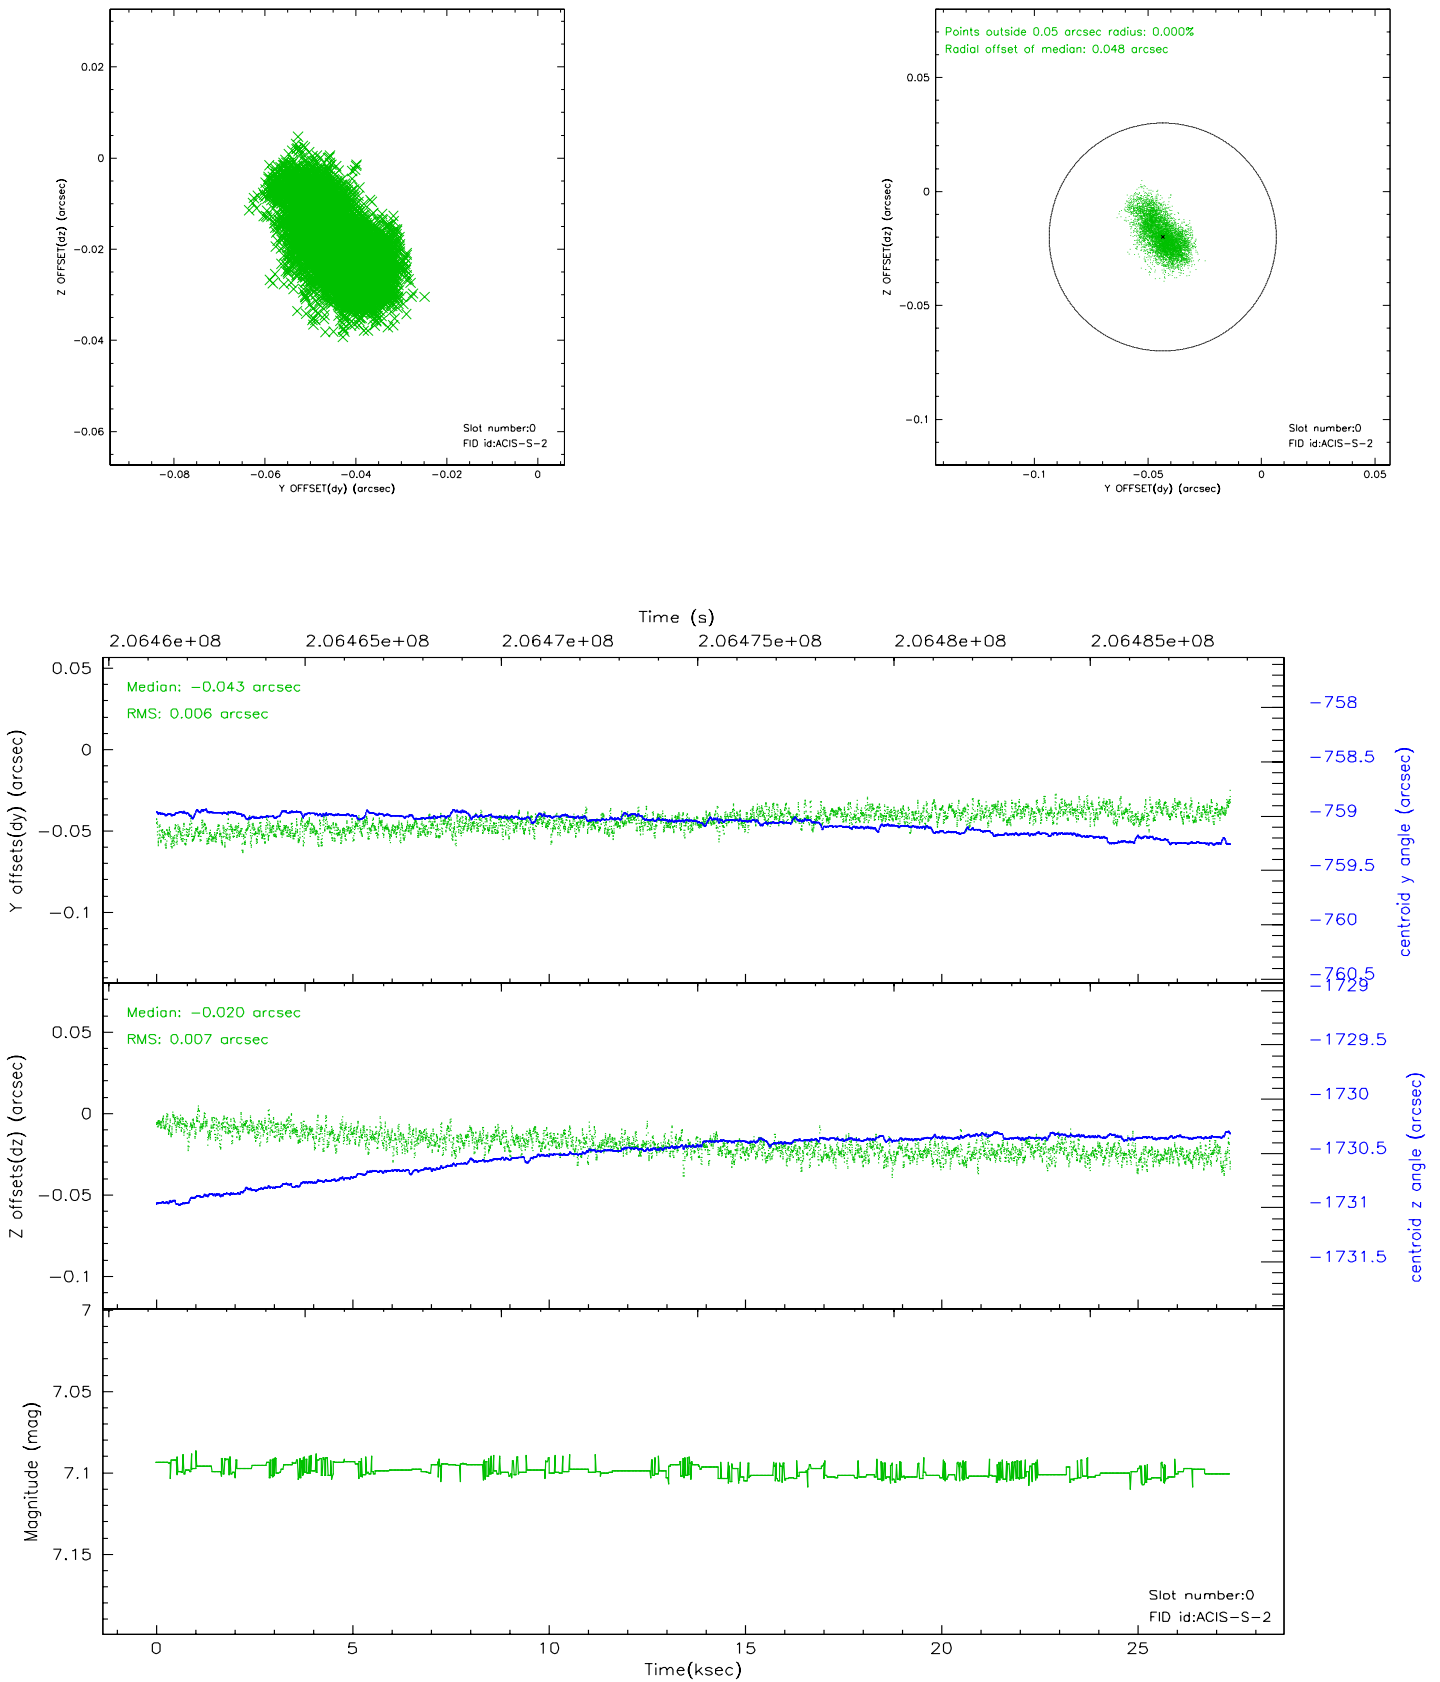 0.02
0
−0.02
−0.04
−0.06
Z OFFSET(dz) (arcsec)
−0.08
−0.06
−0.04
−0.02
0
Y OFFSET(dy) (arcsec)
Slot number:0
FID id:ACIS−S−2
Points outside 0.05 arcsec radius: 0.000%
Radial offset of median: 0.048 arcsec
0.05
0
−0.05
−0.1
Z OFFSET(dz) (arcsec)
−0.1
−0.05
0
0.05
Y OFFSET(dy) (arcsec)
Slot number:0
FID id:ACIS−S−2
Time (s)
2.0646e+08
2.06465e+08
2.0647e+08
2.06475e+08
2.0648e+08
2.06485e+08
Median: −0.043 arcsec
RMS: 0.006 arcsec
0.05
0
−0.05
−0.1
Y offsets(dy) (arcsec)
−758
−758.5
−759
−759.5
−760
−760.5
centroid y angle (arcsec)
Median: −0.020 arcsec
RMS: 0.007 arcsec
0.05
0
−0.05
−0.1
Z offsets(dz) (arcsec)
−1729
−1729.5
−1730
−1730.5
−1731
−1731.5
centroid z angle (arcsec)
7
7.05
7.1
7.15
Magnitude (mag)
Slot number:0
FID id:ACIS−S−2
0
5
10
15
20
25
Time(ksec)